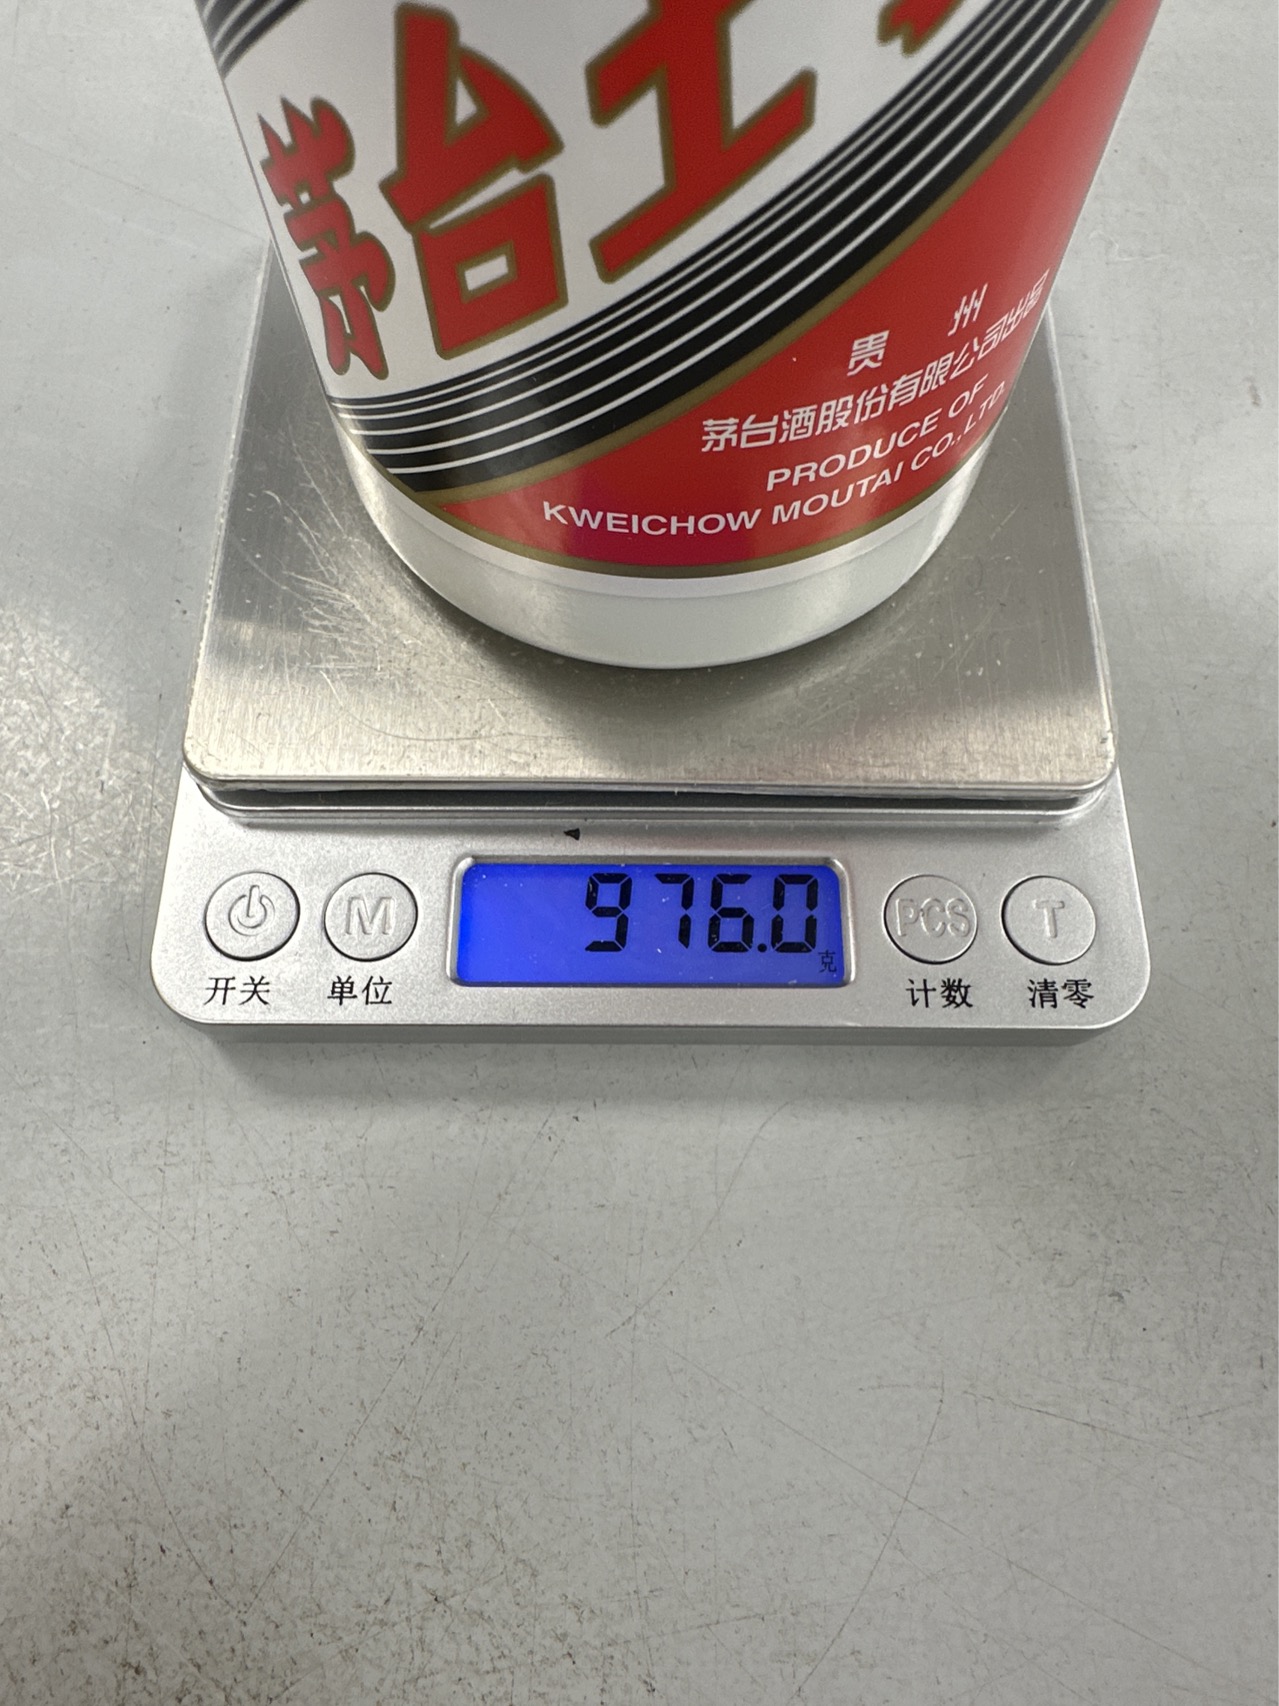 茅台王
贵州
茅台酒股份有限公司出品
PRODUCE OF
KWEICHOW MOUTAI CO., LTD.
976.0
克
M
PCS
T
开关
单位
计数
清零